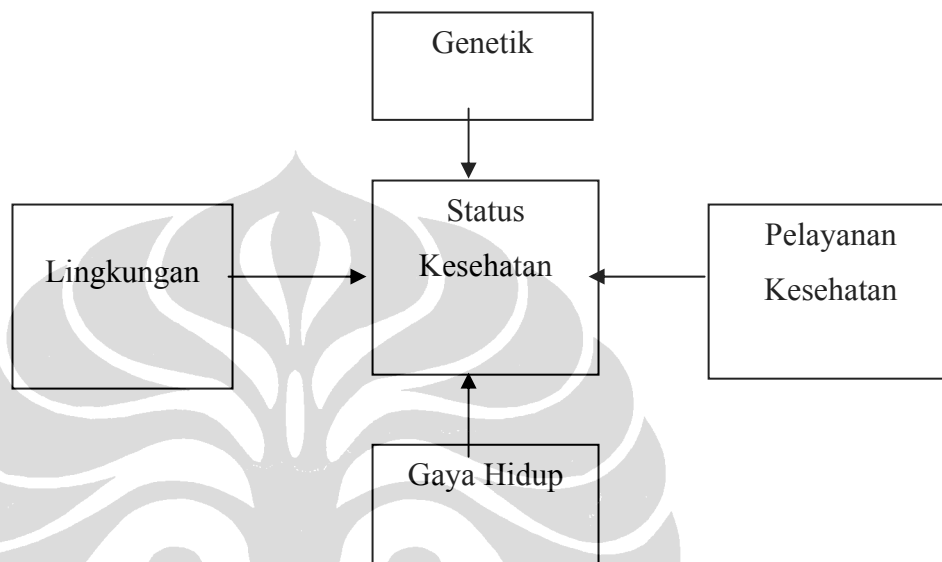 Genetik
Status
Kesehatan
Lingkungan
Pelayanan
Kesehatan
Gaya Hidup